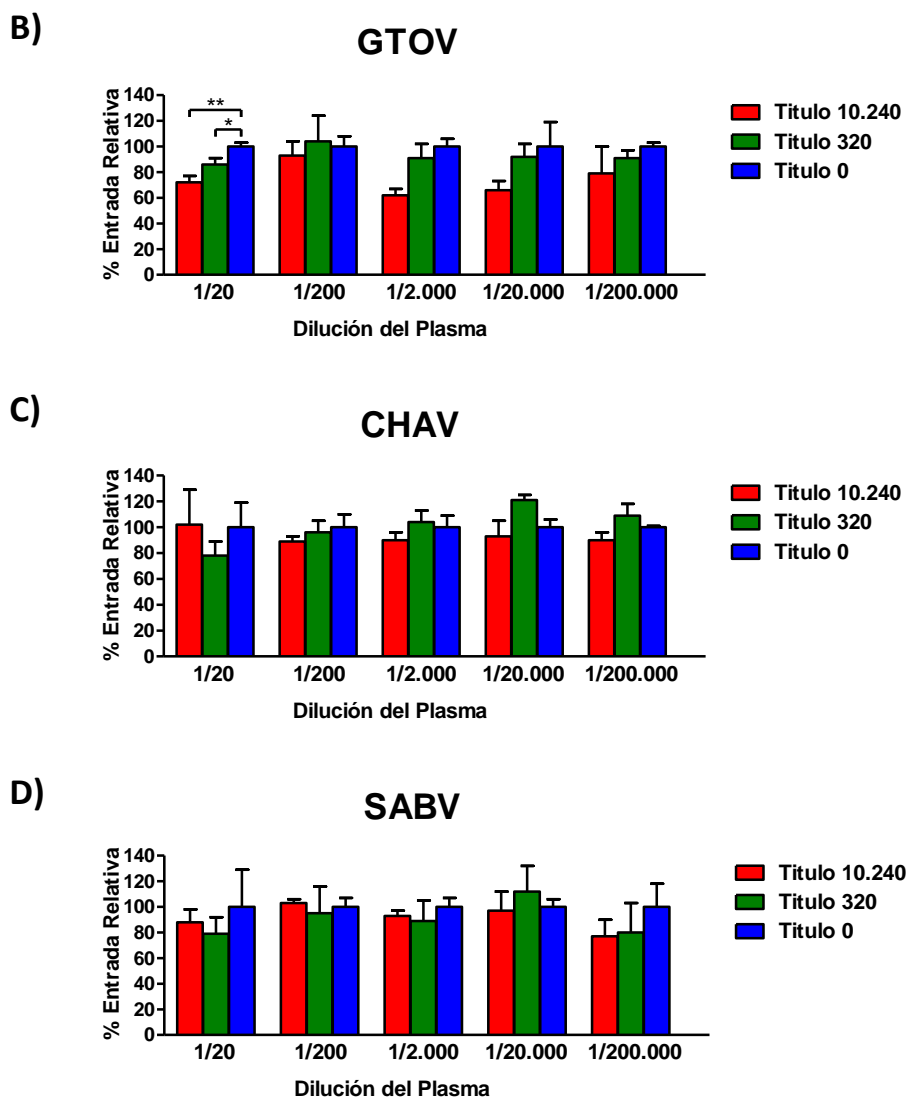 B)
GTOV
% Entrada Relativa
140
120
100
80
60
40
20
0
**
*
1/20
1/200
1/2.000
1/20.000
1/200.000
Dilución del Plasma
Titulo 10.240
Titulo 320
Titulo 0
C)
CHAV
% Entrada Relativa
140
120
100
80
60
40
20
0
1/20
1/200
1/2.000
1/20.000
1/200.000
Dilución del Plasma
Titulo 10.240
Titulo 320
Titulo 0
D)
SABV
% Entrada Relativa
140
120
100
80
60
40
20
0
1/20
1/200
1/2.000
1/20.000
1/200.000
Dilución del Plasma
Titulo 10.240
Titulo 320
Titulo 0